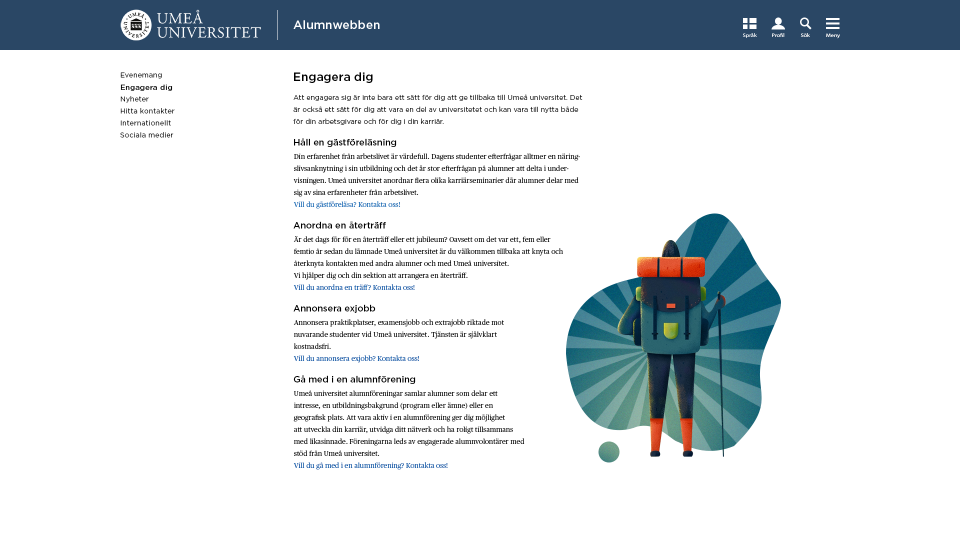 UMEÅ
UNIVERSITET
Alumnwebben
Språk
Profil
Sök
Meny
Evenemang
Engagera dig
Nyheter
Hitta kontakter
Internationellt
Sociala medier
Engagera dig
Att engagera sig är inte bara ett sätt för dig att ge tillbaka till Umeå universitet. Det
är också ett sätt för dig att vara en del av universitetet och kan vara till nytta både
för din arbetsgivare och för dig i din karriär.
Håll en gästföreläsning
Din erfarenhet från arbetslivet är värdefull. Dagens studenter efterfrågar alltmer en näring-
slivsanknytning i sin utbildning och det är stor efterfrågan på alumner att delta i under-
visningen. Umeå universitet anordnar flera olika karriärseminarier där alumner delar med
sig av sina erfarenheter från arbetslivet.
Vill du gästföreläsa? Kontakta oss!
Anordna en återträff
Är det dags för för en återträff eller ett jubileum? Oavsett om det var ett, fem eller
femtio år sedan du lämnade Umeå universitet är du välkommen tillbaka att knyta och
återknyta kontakten med andra alumner och med Umeå universitet.
Vi hjälper dig och din sektion att arrangera en återträff.
Vill du anordna en träff? Kontakta oss!
Annonsera exjobb
Annonsera praktikplatser, examensjobb och extrajobb riktade mot
nuvarande studenter vid Umeå universitet. Tjänsten är självklart
kostnadsfri.
Vill du annonsera exjobb? Kontakta oss!
Gå med i en alumnförening
Umeå universitet alumnföreningar samlar alumner som delar ett
intresse, en utbildningsbakgrund (program eller ämne) eller en
geografisk plats. Att vara aktiv i en alumnförening ger dig möjlighet
att utveckla din karriär, utvidga ditt nätverk och ha roligt tillsammans
med likasinnade. Föreningarna leds av engagerade alumnvolontärer med
stöd från Umeå universitet.
Vill du gå med i en alumnförening? Kontakta oss!